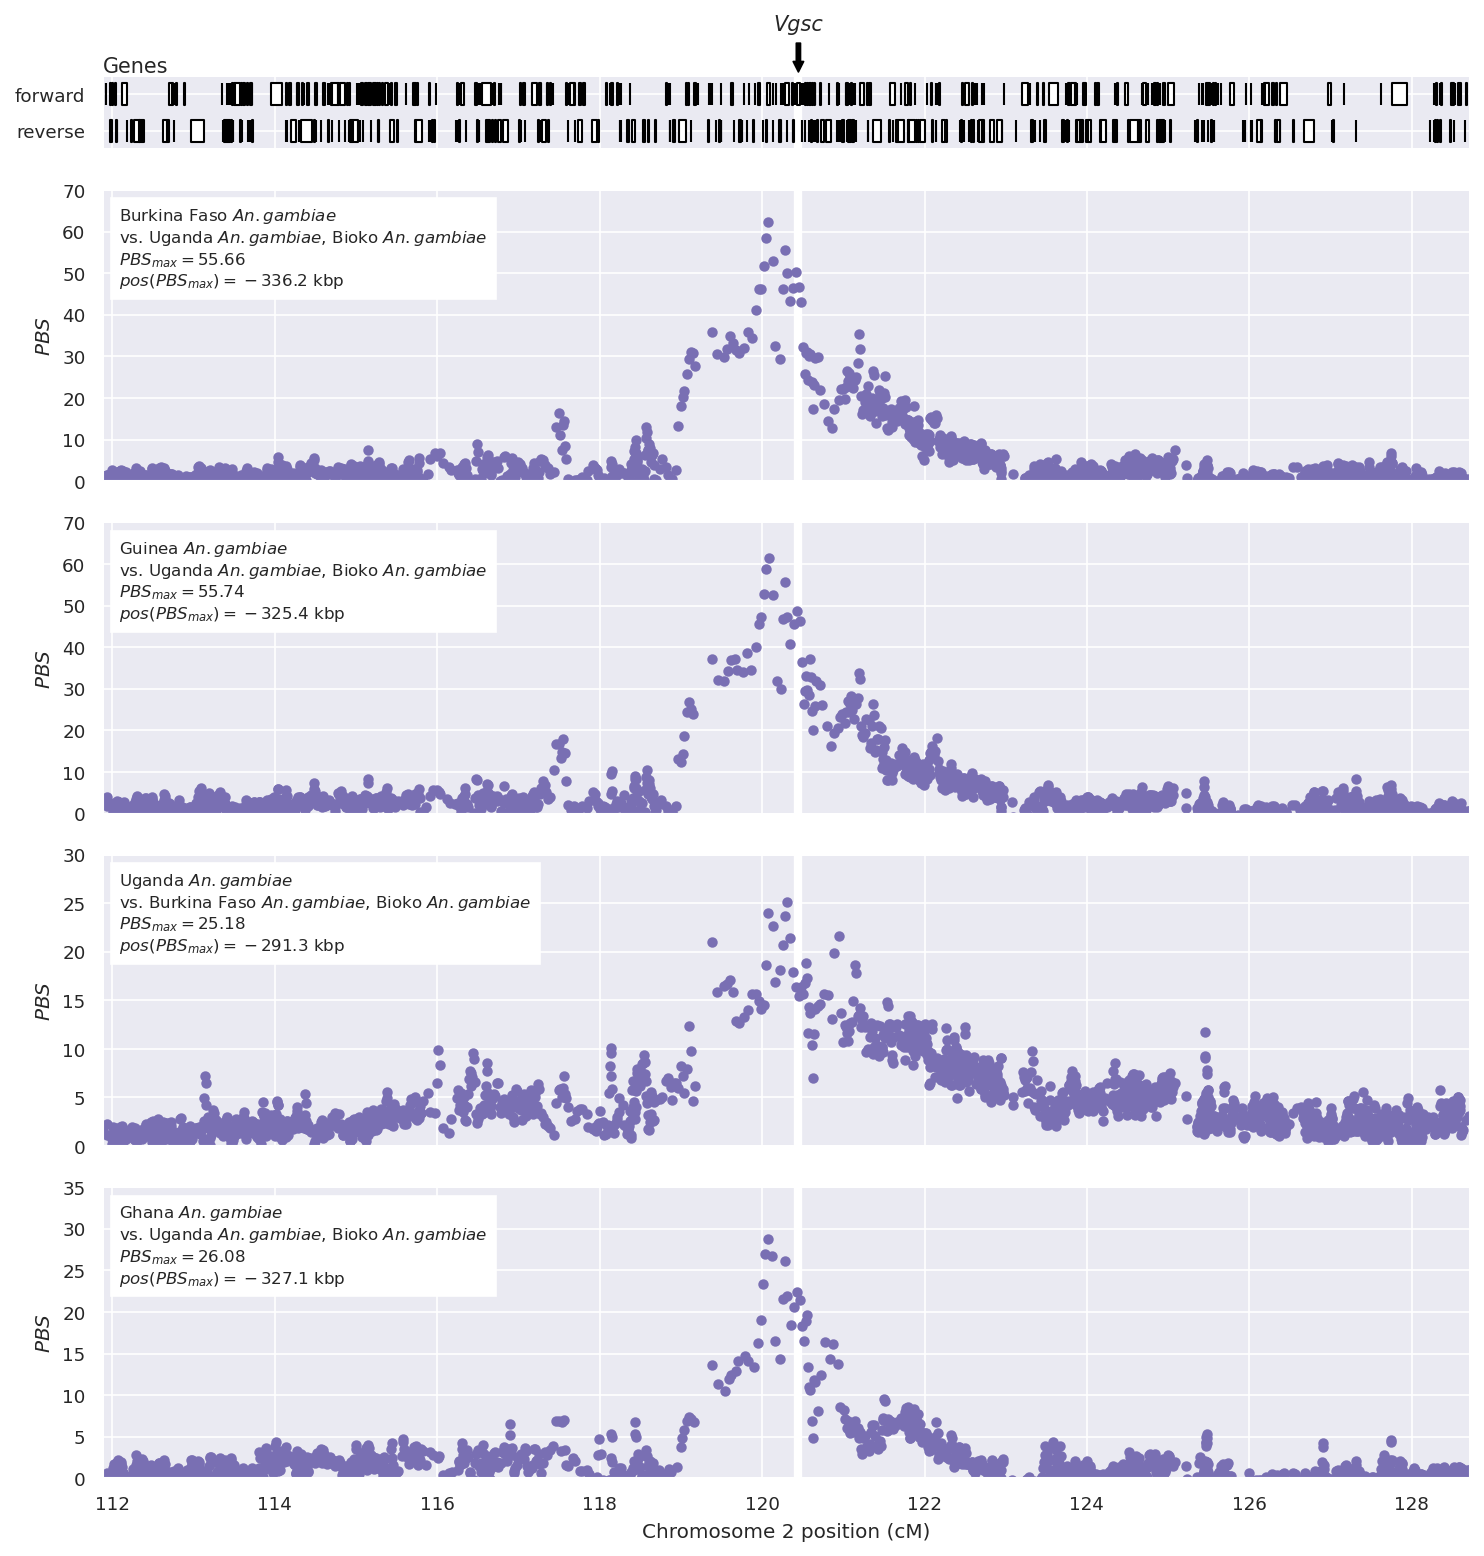 Vgsc
Genes
forward
reverse
70
60
50
40
30
20
10
0
PBS
Burkina Faso An. gambiae
vs. Uganda An. gambiae, Bioko An. gambiae
PBSmax = 55.66
pos(PBSmax) = −336.2 kbp
70
60
50
40
30
20
10
0
PBS
Guinea An. gambiae
vs. Uganda An. gambiae, Bioko An. gambiae
PBSmax = 55.74
pos(PBSmax) = −325.4 kbp
30
25
20
15
10
5
0
PBS
Uganda An. gambiae
vs. Burkina Faso An. gambiae, Bioko An. gambiae
PBSmax = 25.18
pos(PBSmax) = −291.3 kbp
35
30
25
20
15
10
5
0
PBS
Ghana An. gambiae
vs. Uganda An. gambiae, Bioko An. gambiae
PBSmax = 26.08
pos(PBSmax) = −327.1 kbp
112 114 116 118 120 122 124 126 128
Chromosome 2 position (cM)